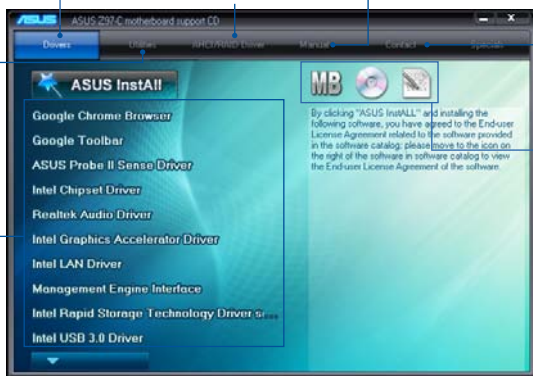 ASUS ASUS Z97-C motherboard support CD
Drivers Utilities AHCI/RAID Driver Manual Contact Specials
ASUS InstAll
MB
Google Chrome Browser
Google Toolbar
ASUS Probe II Sense Driver
Intel Chipset Driver
Realtek Audio Driver
Intel Graphics Accelerator Driver
Intel LAN Driver
Management Engine Interface
Intel Rapid Storage Technology Driver s....
Intel USB 3.0 Driver
By clicking "ASUS InstALL" and installing the
following software, you have agreed to the End-user
License Agreement related to the software provided
in the software catalog; please move to the icon on
the right of the software in software catalog to view
the End-user License Agreement of the software.